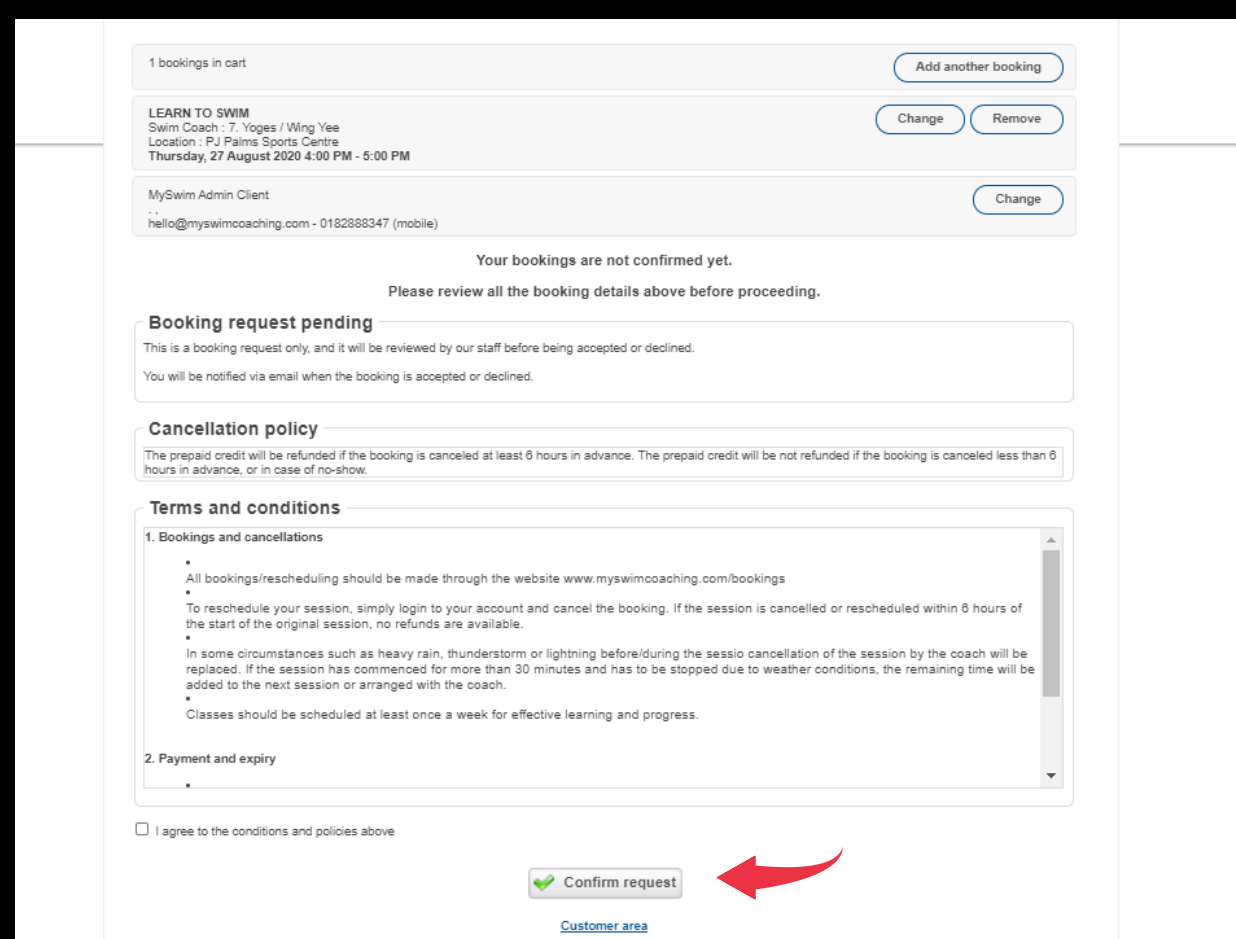 1 bookings in cart
Add another booking
LEARN TO SWIM
Swim Coach : 7. Yoges / Wing Yee
Location : PJ Palms Sports Centre
Thursday, 27 August 2020 4:00 PM - 5:00 PM
Change
Remove
MySwim Admin Client
. ,
hello@myswimcoaching.com - 0182888347 (mobile)
Change
Your bookings are not confirmed yet.
Please review all the booking details above before proceeding.
Booking request pending
This is a booking request only, and it will be reviewed by our staff before being accepted or declined.
You will be notified via email when the booking is accepted or declined.
Cancellation policy
The prepaid credit will be refunded if the booking is canceled at least 6 hours in advance. The prepaid credit will be not refunded if the booking is canceled less than 6
hours in advance, or in case of no-show.
Terms and conditions
1. Bookings and cancellations
•
All bookings/rescheduling should be made through the website www.myswimcoaching.com/bookings
•
To reschedule your session, simply login to your account and cancel the booking. If the session is cancelled or rescheduled within 6 hours of
the start of the original session, no refunds are available.
•
In some circumstances such as heavy rain, thunderstorm or lightning before/during the sessio cancellation of the session by the coach will be
replaced. If the session has commenced for more than 30 minutes and has to be stopped due to weather conditions, the remaining time will be
added to the next session or arranged with the coach.
•
Classes should be scheduled at least once a week for effective learning and progress.
2. Payment and expiry
•
I agree to the conditions and policies above
Confirm request
Customer area